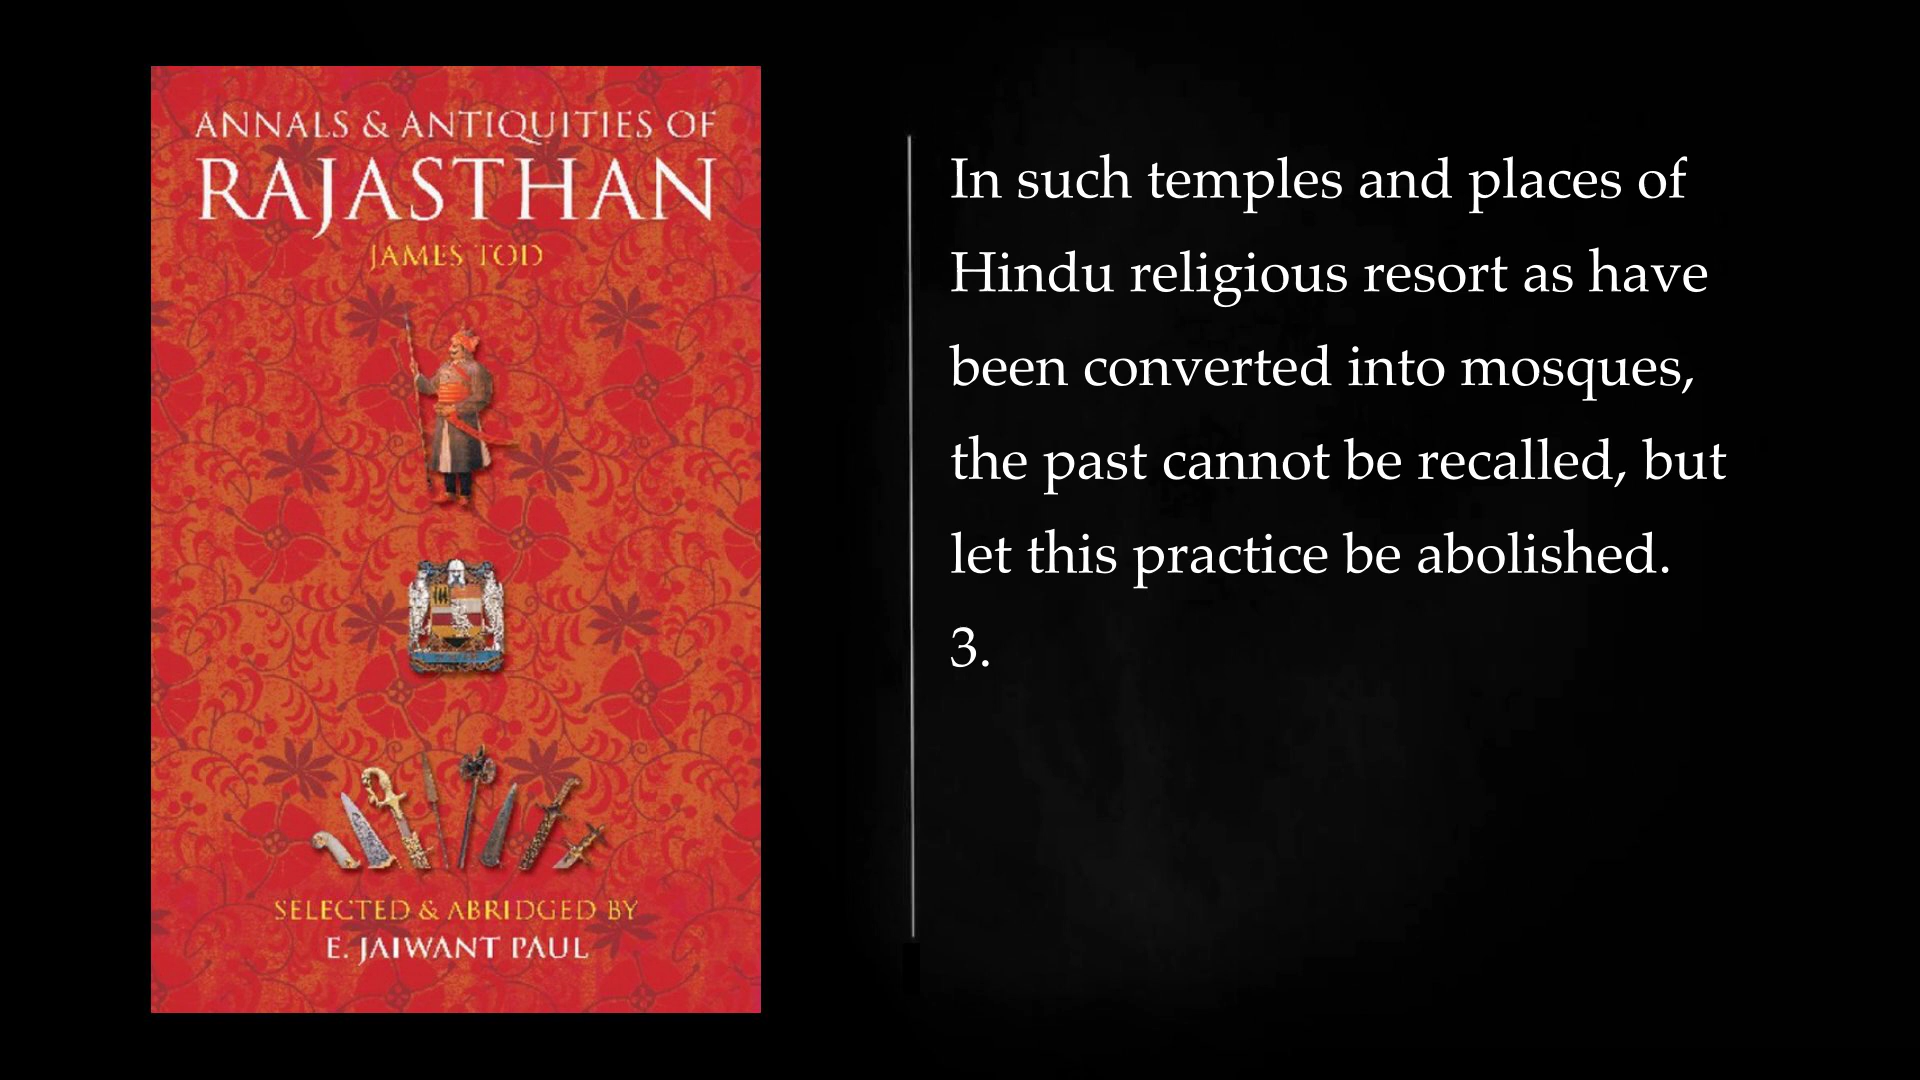 ANNALS & ANTIQUITIES OF
RAJASTHAN
JAMES TOD
SELECTED & ABRIDGED BY
E. JAIWANT PAUL
In such temples and places of
Hindu religious resort as have
been converted into mosques,
the past cannot be recalled, but
let this practice be abolished.
3.